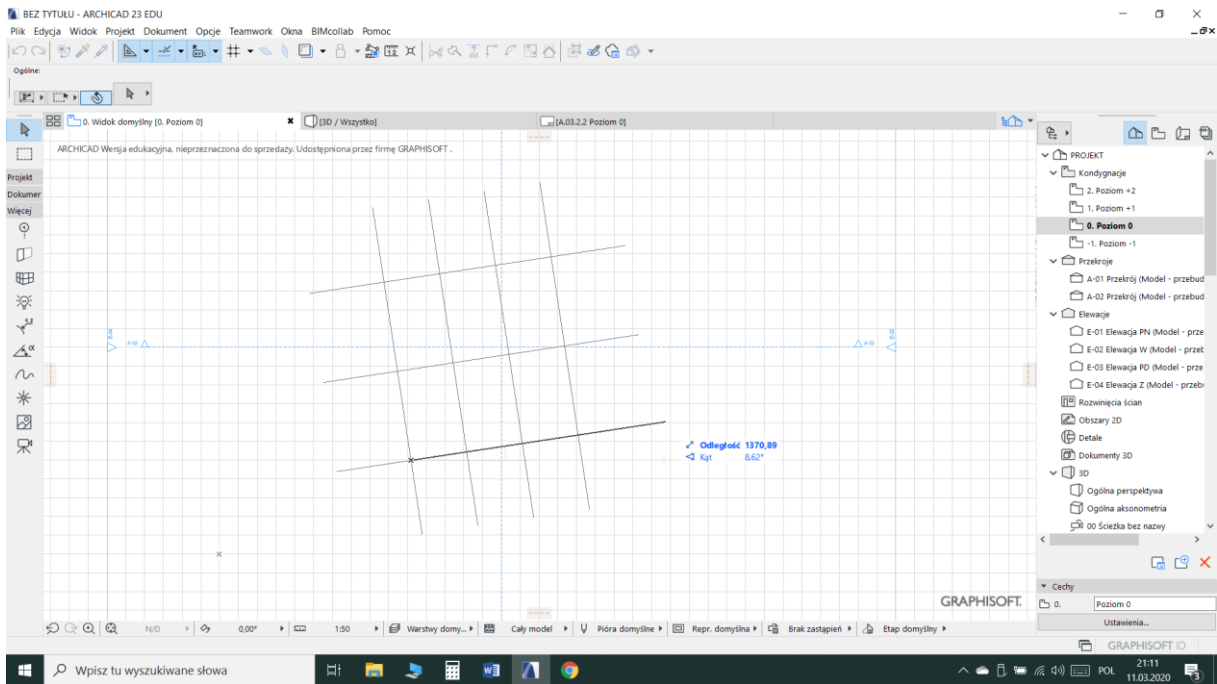 BEZ TYTUŁU - ARCHICAD 23 EDU
Plik Edycja Widok Projekt Dokument Opcje Teamwork Okna BIMcollab Pomoc
Ogólne:
0. Widok domyślny [0. Poziom 0]
[3D / Wszystko]
[A.03.2.2 Poziom 0]
ARCHICAD Wersja edukacyjna, nieprzeznaczona do sprzedaży. Udostępniona przez firmę GRAPHISOFT .
Projekt
Dokumer
Więcej
1,2
α
A-02
A-02
Odległość 1370,89
Kąt 8,62°
GRAPHISOFT.
PROJEKT
Kondygnacje
2. Poziom +2
1. Poziom +1
0. Poziom 0
-1. Poziom -1
Przekroje
A-01 Przekrój (Model - przebud
A-02 Przekrój (Model - przebud
Elewacje
E-01 Elewacja PN (Model - prze
E-02 Elewacja W (Model - przeb
E-03 Elewacja PD (Model - prze
E-04 Elewacja Z (Model - przebu
Rozwinięcia ścian
Obszary 2D
Detale
Dokumenty 3D
3D
Ogólna perspektywa
Ogólna aksonometria
00 Ścieżka bez nazwy
Cechy
0. Poziom 0
Ustawienia...
N/D 0,00° 1:50 Warstwy domy... Cały model Pióra domyślne Repr. domyślna Brak zastąpień Etap domyślny
GRAPHISOFT ID
Wpisz tu wyszukiwane słowa
POL
21:11
11.03.2020
3